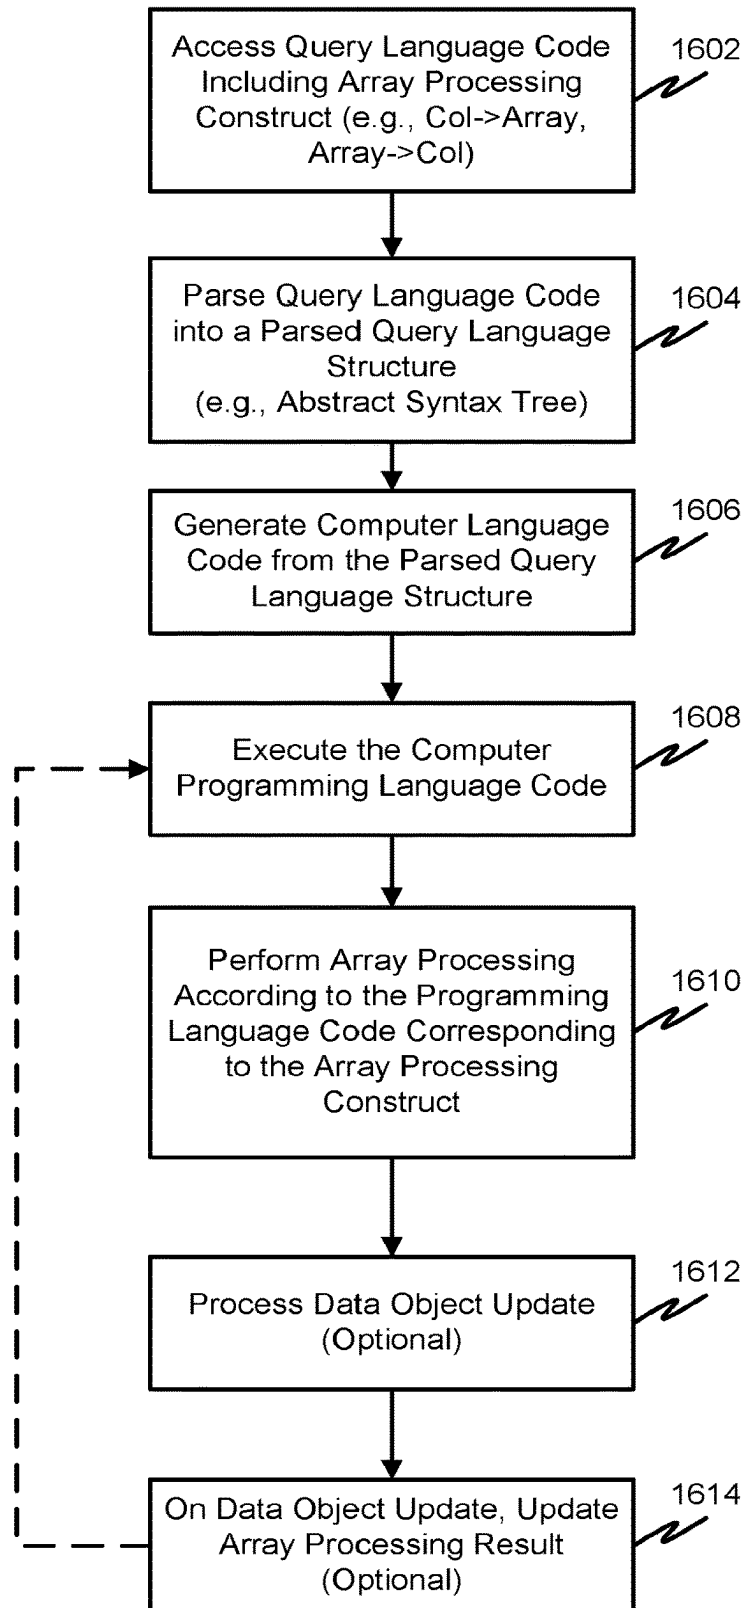 Access Query Language Code
Including Array Processing
Construct (e.g., Col->Array,
Array->Col)
1602
Parse Query Language Code
into a Parsed Query Language
Structure
(e.g., Abstract Syntax Tree)
1604
Generate Computer Language
Code from the Parsed Query
Language Structure
1606
Execute the Computer
Programming Language Code
1608
Perform Array Processing
According to the Programming
Language Code Corresponding
to the Array Processing
Construct
1610
Process Data Object Update
(Optional)
1612
On Data Object Update, Update
Array Processing Result
(Optional)
1614